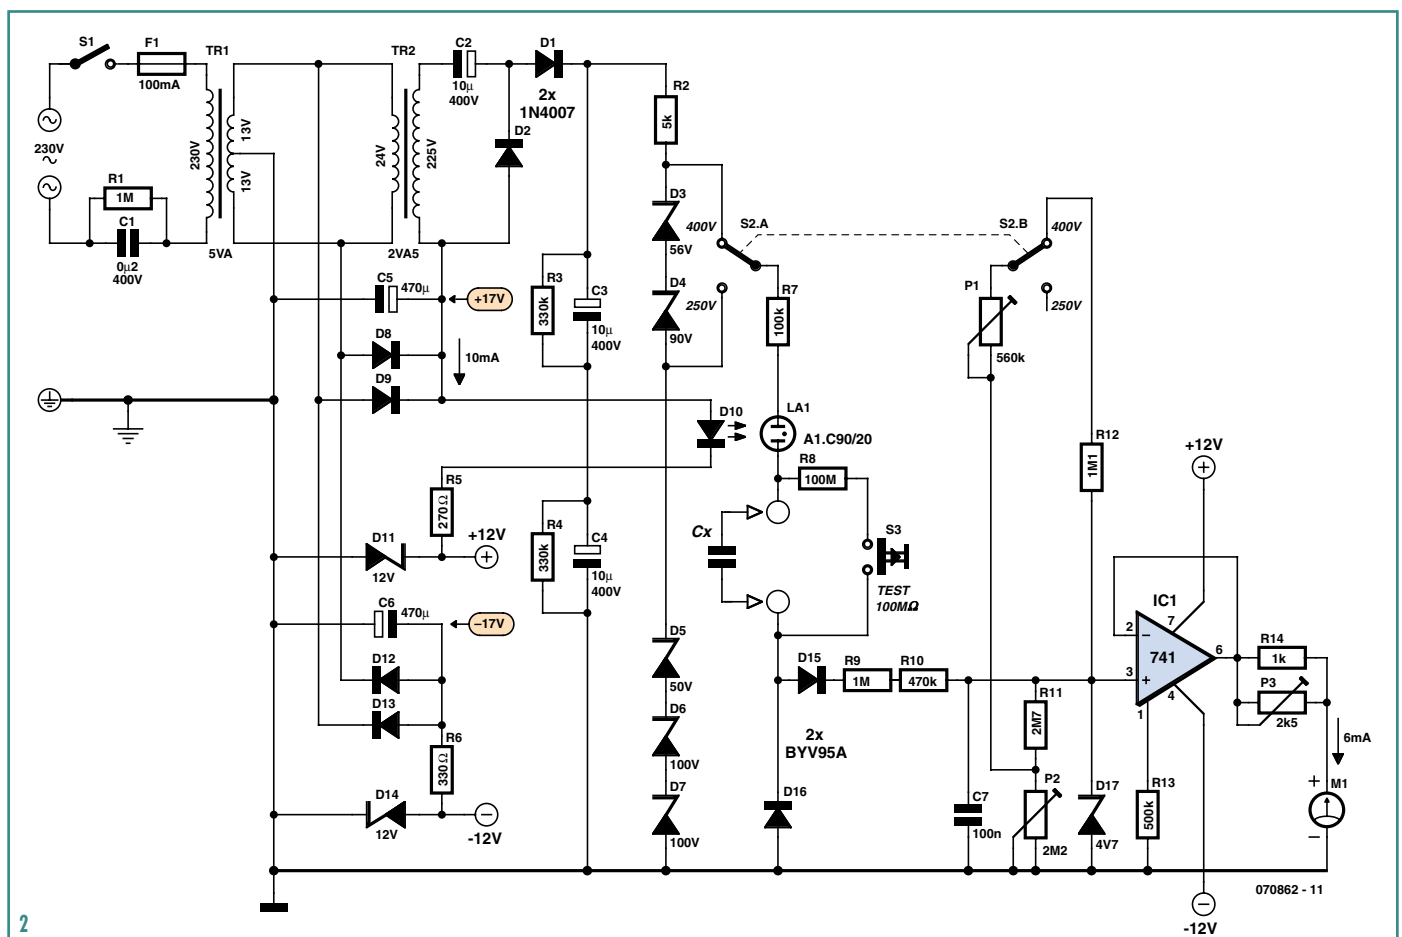 S1
F1
100mA
TR1
230V
R1
1M
C1
0µ2
400V
230V
13V
13V
5VA
TR2
24V
225V
2VA5
C2
10µ
400V
D1
2x
1N4007
D2
R2
5k
D3
56V
D4
90V
400V
S2.A
250V
S2.B
400V
250V
P1
560k
C5
470µ
+17V
D8
D9
10mA
R3
330k
C3
10µ
400V
R7
100k
D10
LA1
A1.C90/20
R8
100M
R12
1M1
+12V
R5
270Ω
+12V
D11
12V
R4
330k
C4
10µ
400V
Cx
S3
TEST
100MΩ
C6
470µ
–17V
D12
D13
R6
330Ω
D14
12V
-12V
D5
50V
D6
100V
D7
100V
D15
R9
1M
R10
470k
2x
BYV95A
D16
C7
100n
R11
2M7
P2
2M2
D17
4V7
R13
500k
IC1
741
2
3
7
6
4
1
R14
1k
P3
2k5
6mA
+
M1
–
-12V
070862 - 11
2